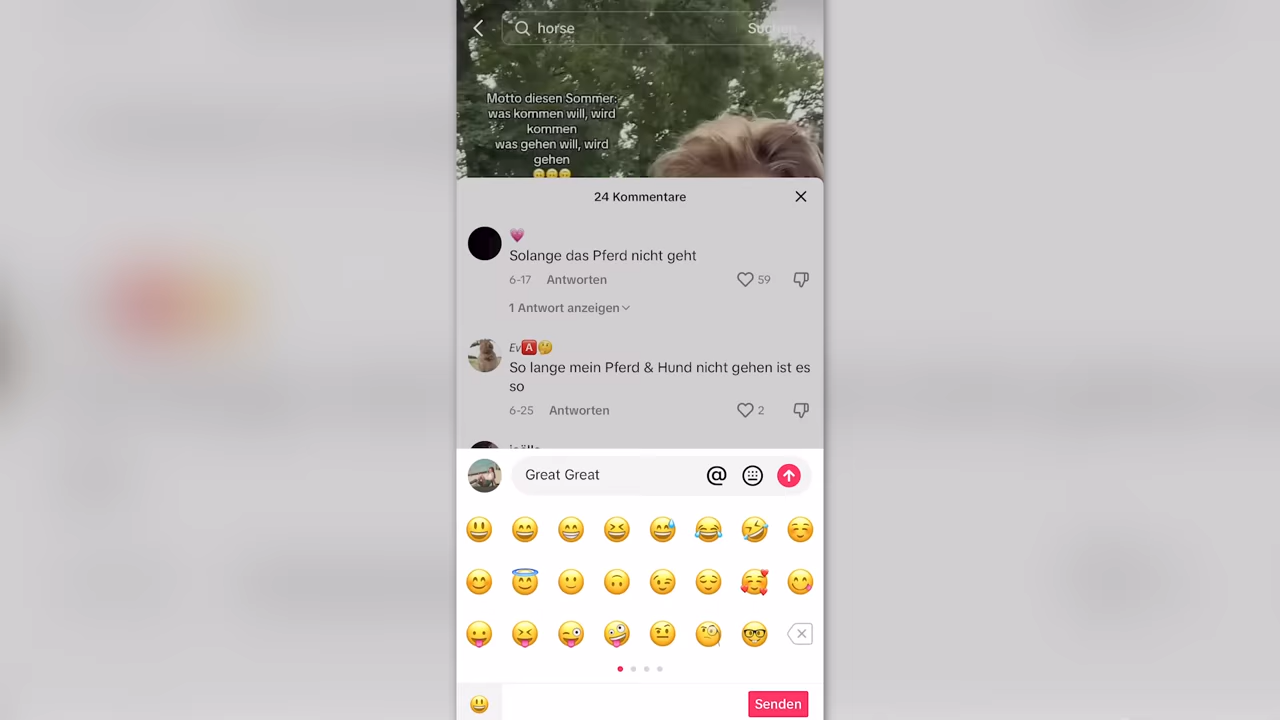 horse
Motto diesen Sommer:
was kommen will, wird
kommen
was gehen will, wird
gehen
24 Kommentare
Solange das Pferd nicht geht
6-17 Antworten 59
1 Antwort anzeigen
Ev🅰️🤔
So lange mein Pferd & Hund nicht gehen ist es
so
6-25 Antworten 2
Great Great @
Senden